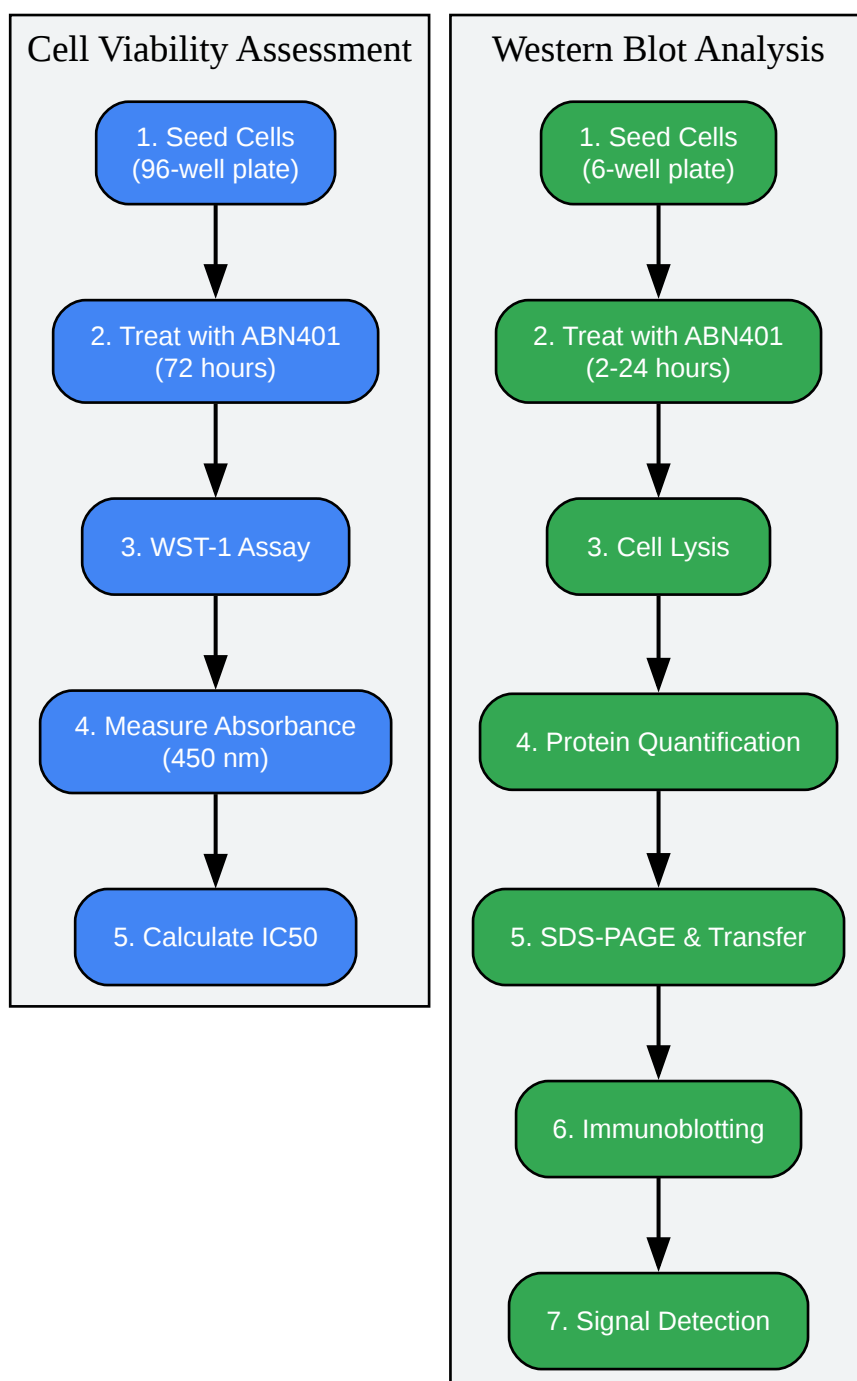 Cell Viability Assessment
1. Seed Cells
(96-well plate)
2. Treat with ABN401
(72 hours)
3. WST-1 Assay
4. Measure Absorbance
(450 nm)
5. Calculate IC50
Western Blot Analysis
1. Seed Cells
(6-well plate)
2. Treat with ABN401
(2-24 hours)
3. Cell Lysis
4. Protein Quantification
5. SDS-PAGE & Transfer
6. Immunoblotting
7. Signal Detection